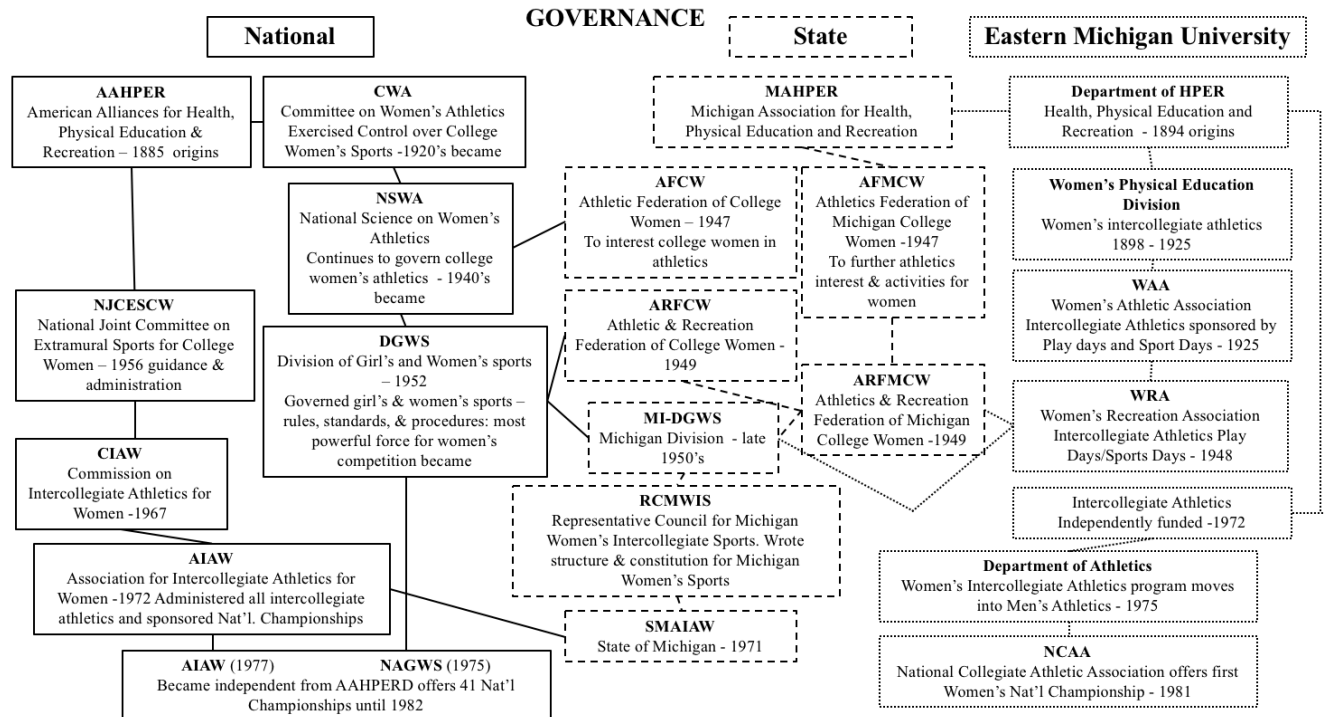 GOVERNANCE
National
State
Eastern Michigan University
AAHPER
American Alliances for Health,
Physical Education &
Recreation – 1885 origins
CWA
Committee on Women's Athletics
Exercised Control over College
Women's Sports -1920's became
NSWA
National Science on Women's
Athletics
Continues to govern college
women's athletics - 1940's
became
NJCESCW
National Joint Committee on
Extramural Sports for College
Women – 1956 guidance &
administration
DGWS
Division of Girl's and Women's sports
– 1952
Governed girl's & women's sports –
rules, standards, & procedures: most
powerful force for women's
competition became
CIAW
Commission on
Intercollegiate Athletics for
Women -1967
AIAW
Association for Intercollegiate Athletics for
Women -1972 Administered all intercollegiate
athletics and sponsored Nat'l. Championships
AIAW (1977) NAGWS (1975)
Became independent from AAHPERD offers 41 Nat'l
Championships until 1982
MAHPER
Michigan Association for Health,
Physical Education and Recreation
AFCW
Athletic Federation of College
Women – 1947
To interest college women in
athletics
AFMCW
Athletics Federation of
Michigan College
Women -1947
To further athletics
interest & activities for
women
ARFCW
Athletic & Recreation
Federation of College Women -
1949
ARFMCW
Athletics & Recreation
Federation of Michigan
College Women -1949
MI-DGWS
Michigan Division - late
1950's
RCMWIS
Representative Council for Michigan
Women's Intercollegiate Sports. Wrote
structure & constitution for Michigan
Women's Sports
SMAIAW
State of Michigan - 1971
Department of HPER
Health, Physical Education and
Recreation - 1894 origins
Women's Physical Education
Division
Women's intercollegiate athletics
1898 - 1925
WAA
Women's Athletic Association
Intercollegiate Athletics sponsored by
Play days and Sport Days - 1925
WRA
Women's Recreation Association
Intercollegiate Athletics Play
Days/Sports Days - 1948
Intercollegiate Athletics
Independently funded -1972
Department of Athletics
Women's Intercollegiate Athletics program moves
into Men's Athletics - 1975
NCAA
National Collegiate Athletic Association offers first
Women's Nat'l Championship - 1981